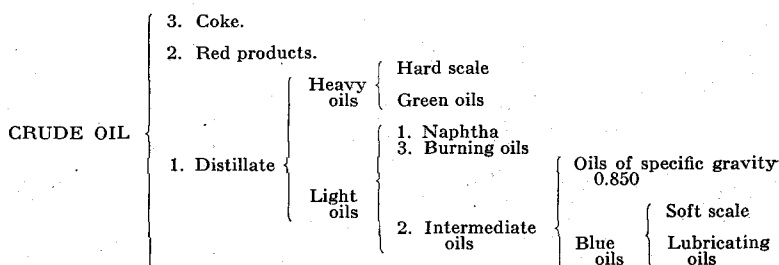 3. Coke.
2. Red products.
Hard scale
Heavy
oils
Green oils
CRUDE OIL
1. Distillate
1. Naphtha
3. Burning oils
Light
oils
2. Intermediate
oils
Oils of specific gravity
0.850
Blue
oils
Soft scale
Lubricating
oils